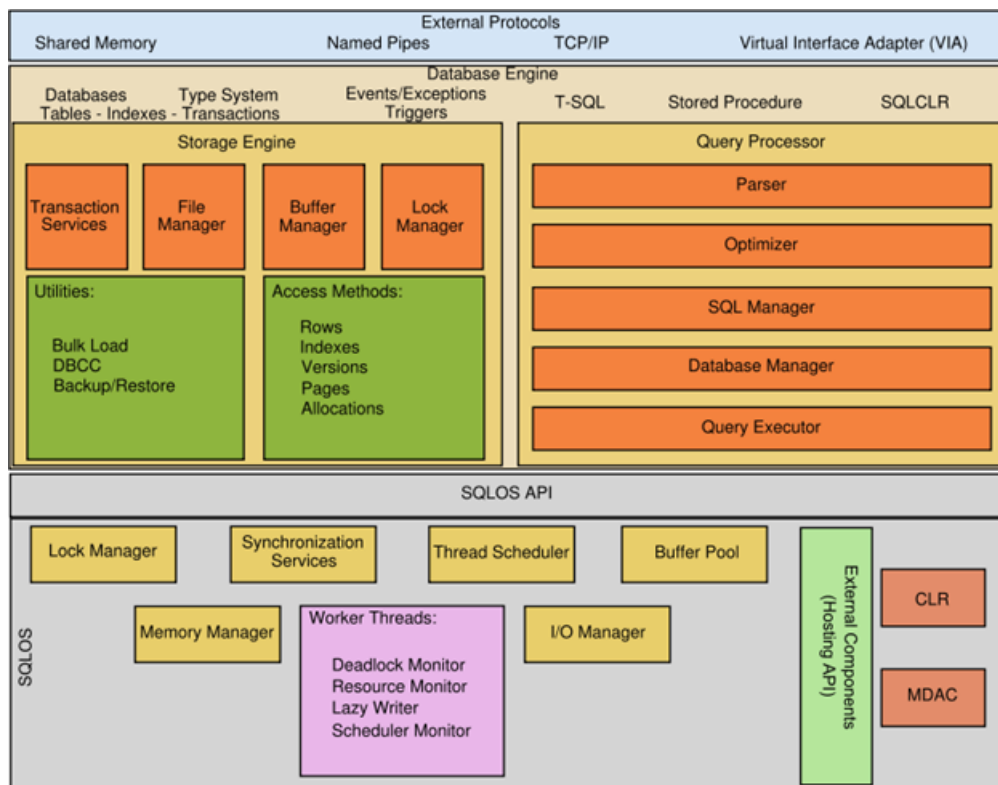 External Protocols
Shared Memory
Named Pipes
TCP/IP
Virtual Interface Adapter (VIA)
Database Engine
Databases
Type System
Tables - Indexes - Transactions
Events/Exceptions
Triggers
T-SQL
Stored Procedure
SQLCLR
Storage Engine
Transaction
Services
File
Manager
Buffer
Manager
Lock
Manager
Utilities:
Bulk Load
DBCC
Backup/Restore
Access Methods:
Rows
Indexes
Versions
Pages
Allocations
Query Processor
Parser
Optimizer
SQL Manager
Database Manager
Query Executor
SQLOS API
SQLOS
Lock Manager
Synchronization
Services
Thread Scheduler
Buffer Pool
Memory Manager
Worker Threads:
Deadlock Monitor
Resource Monitor
Lazy Writer
Scheduler Monitor
I/O Manager
External Components
(Hosting API)
CLR
MDAC